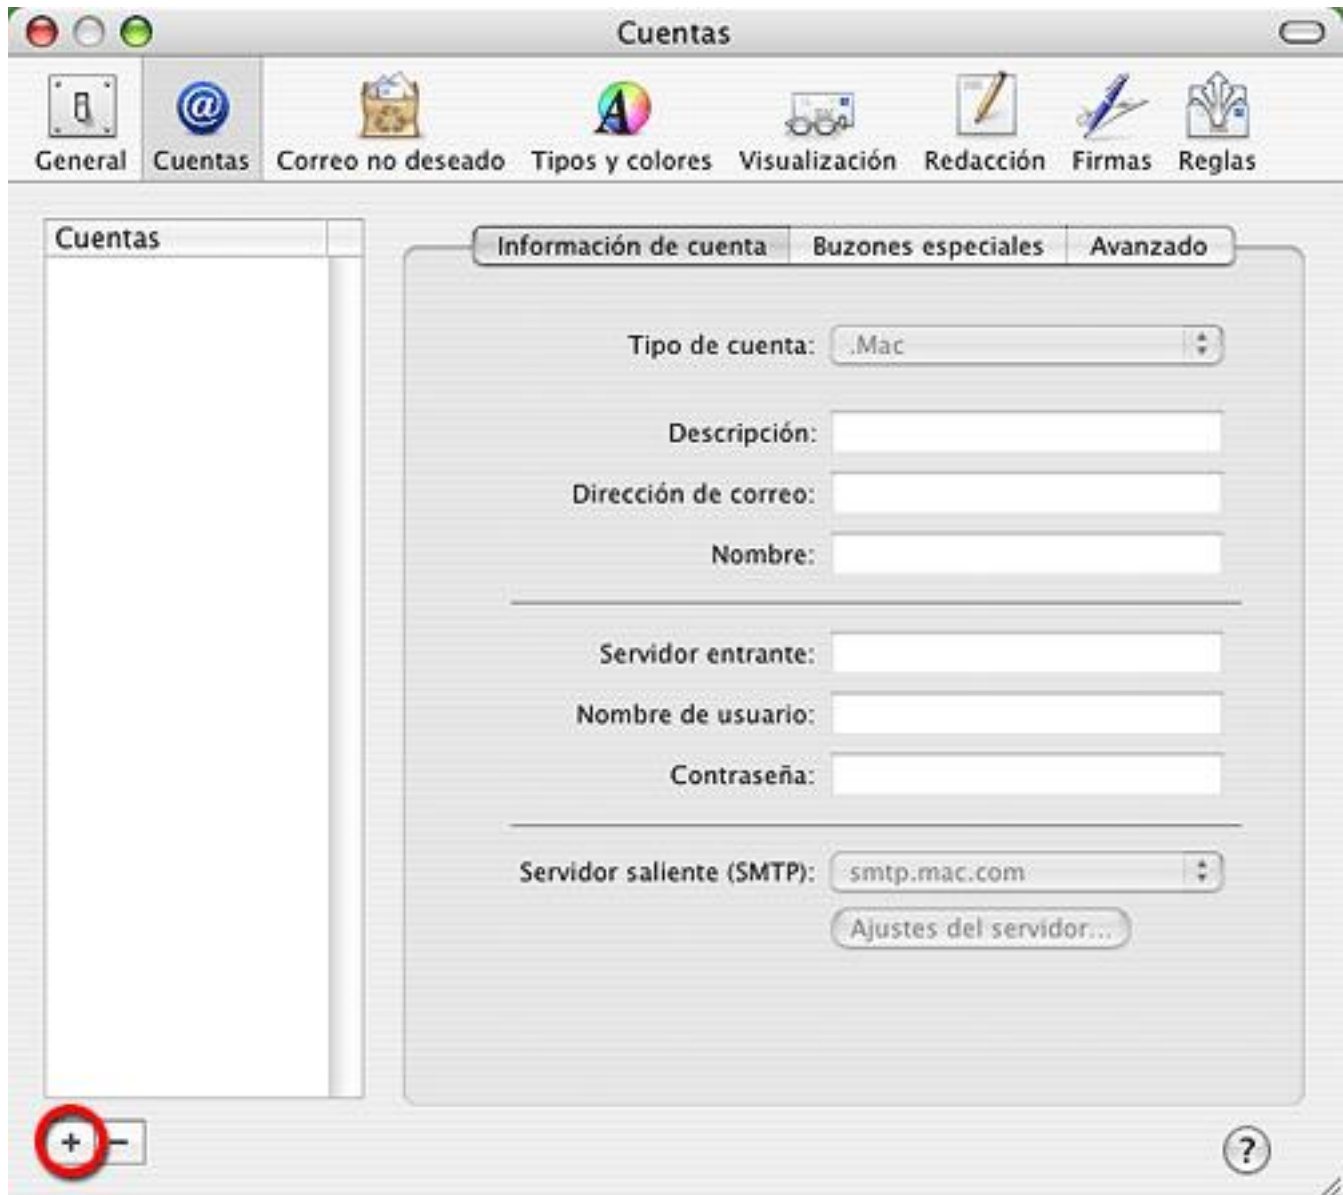 Cuentas
General Cuentas Correo no deseado Tipos y colores Visualización Redacción Firmas Reglas
Cuentas
Información de cuenta Buzones especiales Avanzado
Tipo de cuenta: .Mac
Descripción:
Dirección de correo:
Nombre:
Servidor entrante:
Nombre de usuario:
Contraseña:
Servidor saliente (SMTP): smtp.mac.com
Ajustes del servidor...
+ − ?